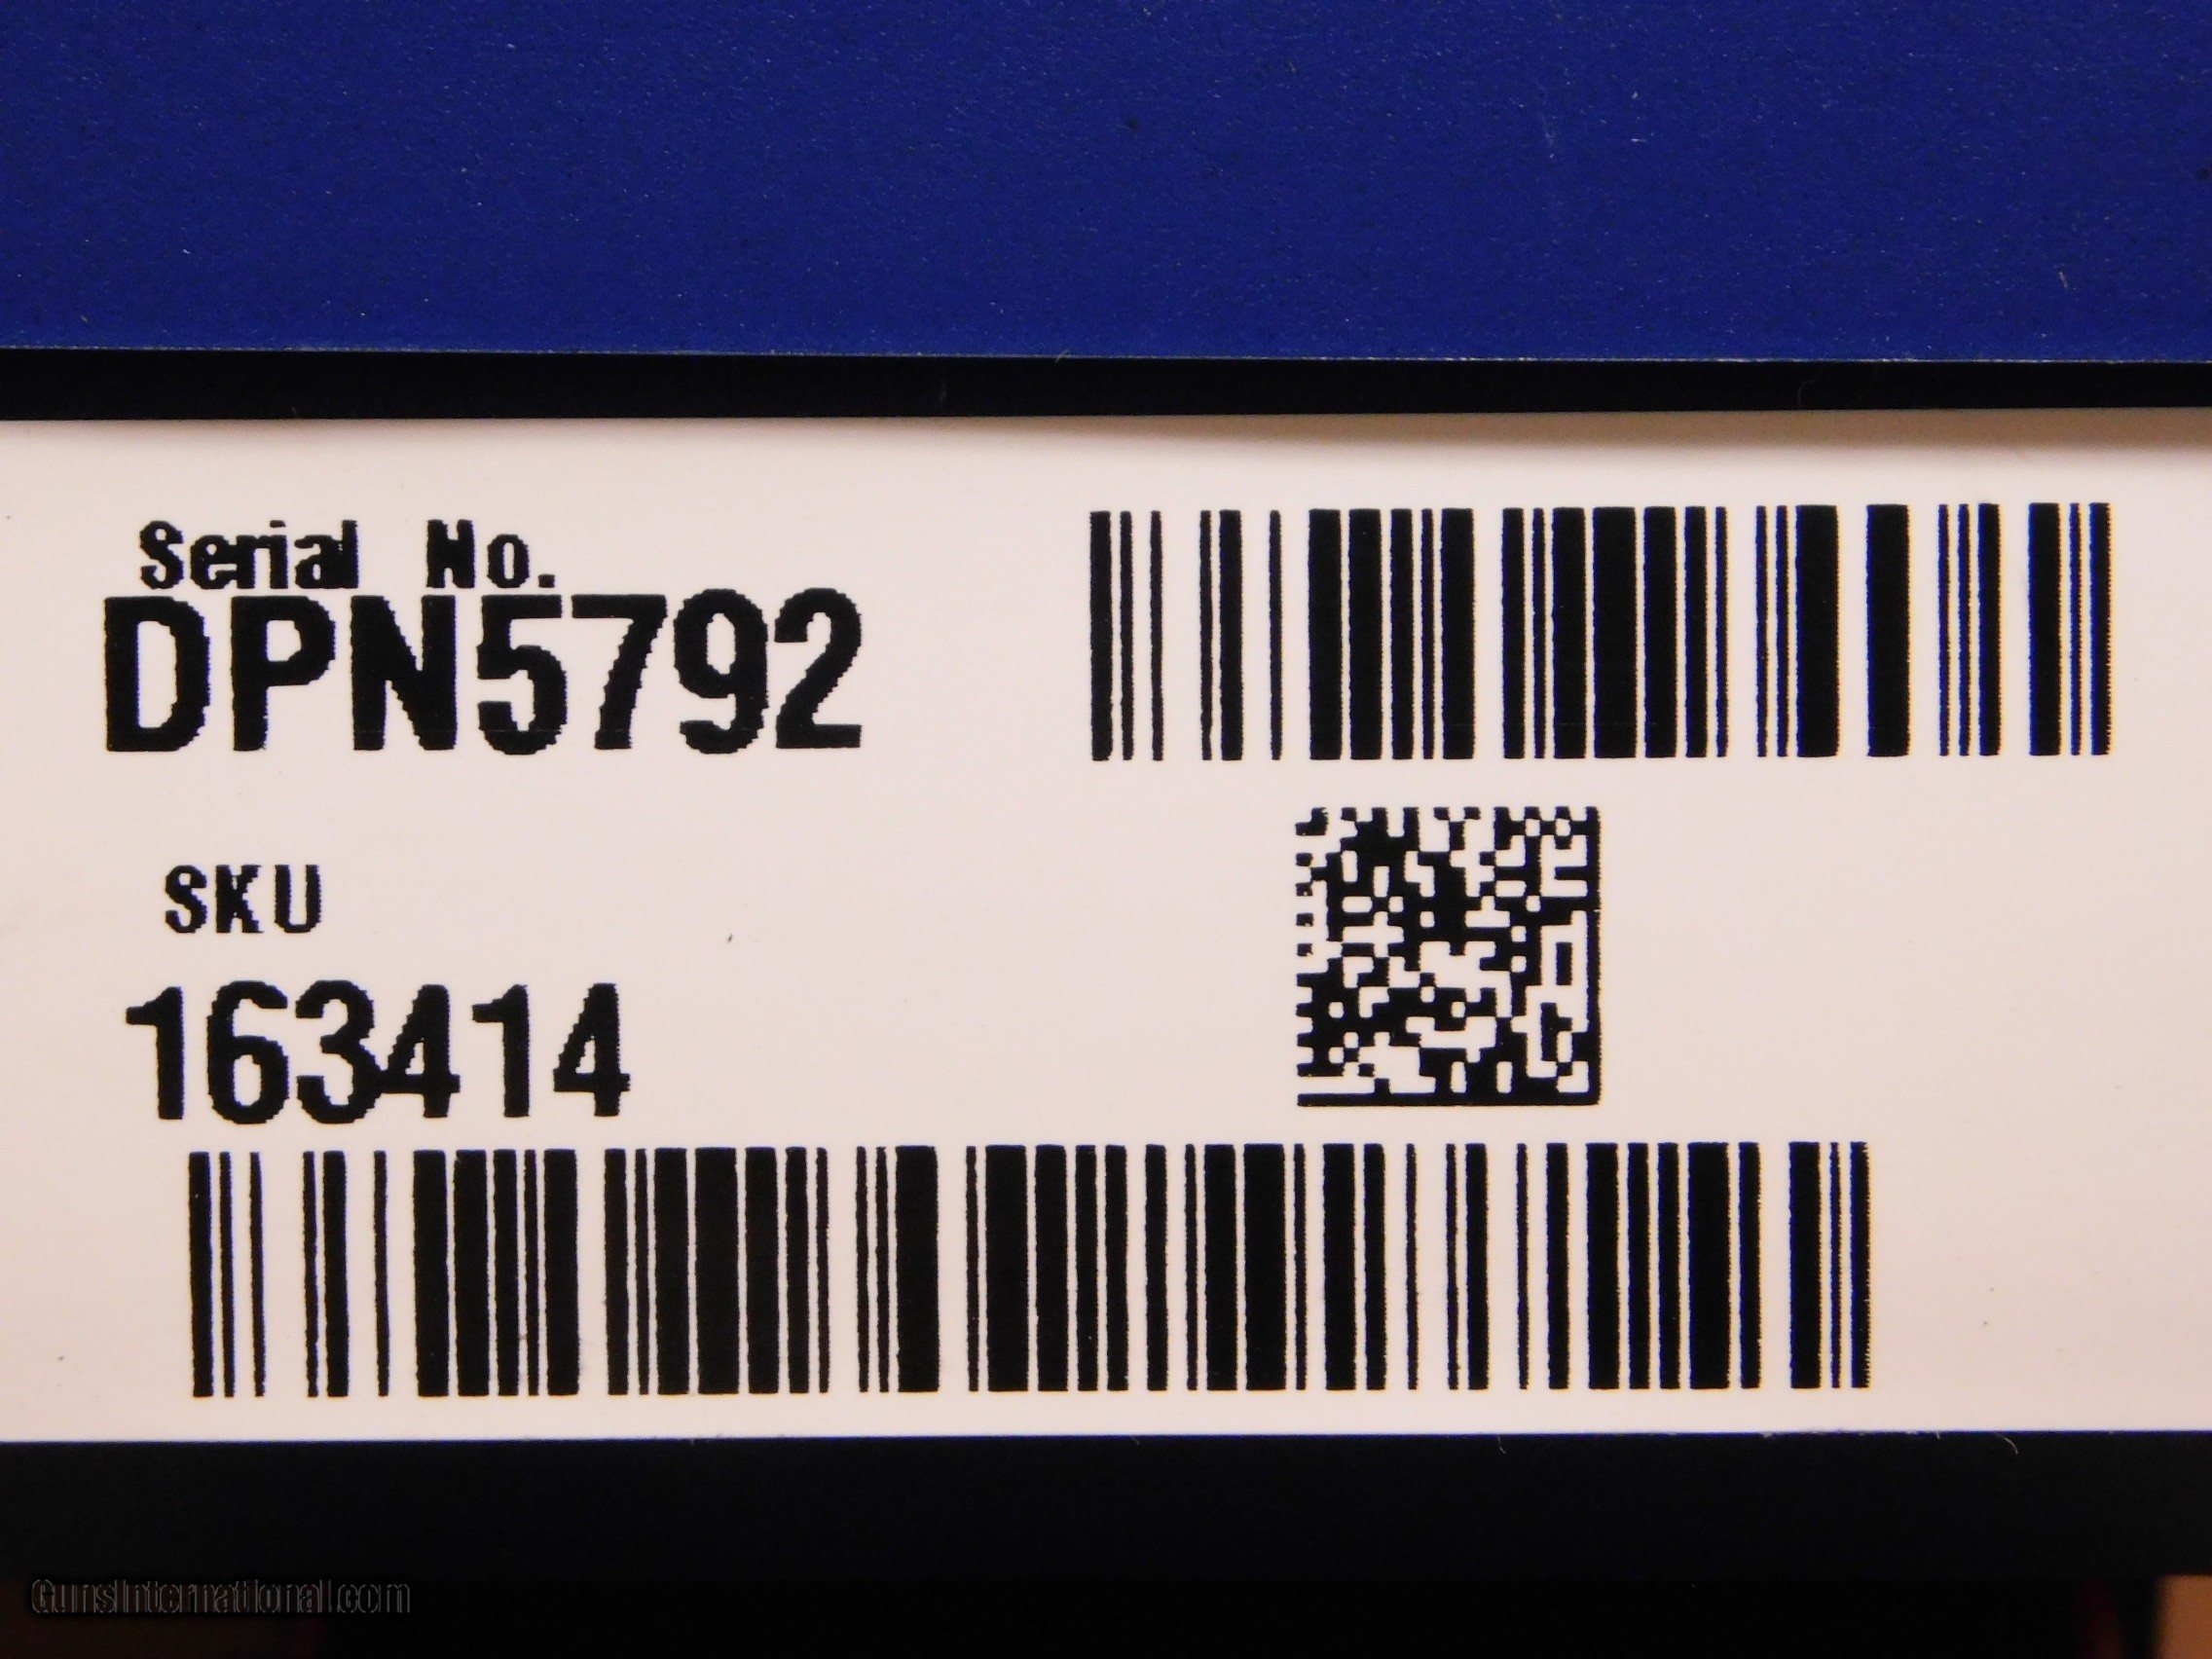 Serial No.
DPN5792
SKU
163414
GunsInternational.com